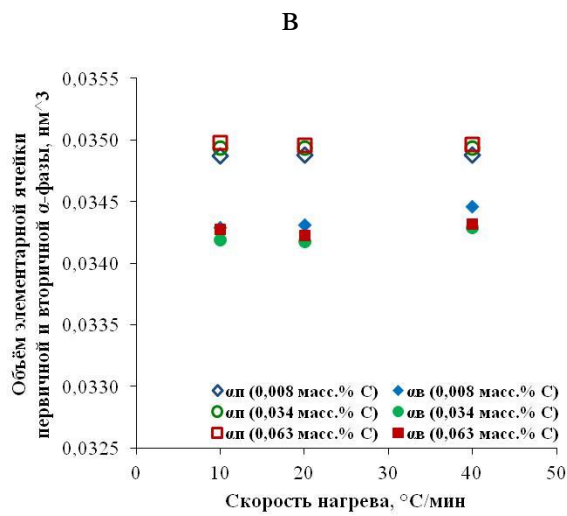 В
Объём элементарной ячейки
первичной и вторичной α-фазы, нм^3
0,0355
0,0350
0,0345
0,0340
0,0335
0,0330
0,0325
αп (0,008 масс.% С) αв (0,008 масс.% С)
αп (0,034 масс.% С) αв (0,034 масс.% С)
αп (0,063 масс.% С) αв (0,063 масс.% С)
0 10 20 30 40 50
Скорость нагрева, °С/мин